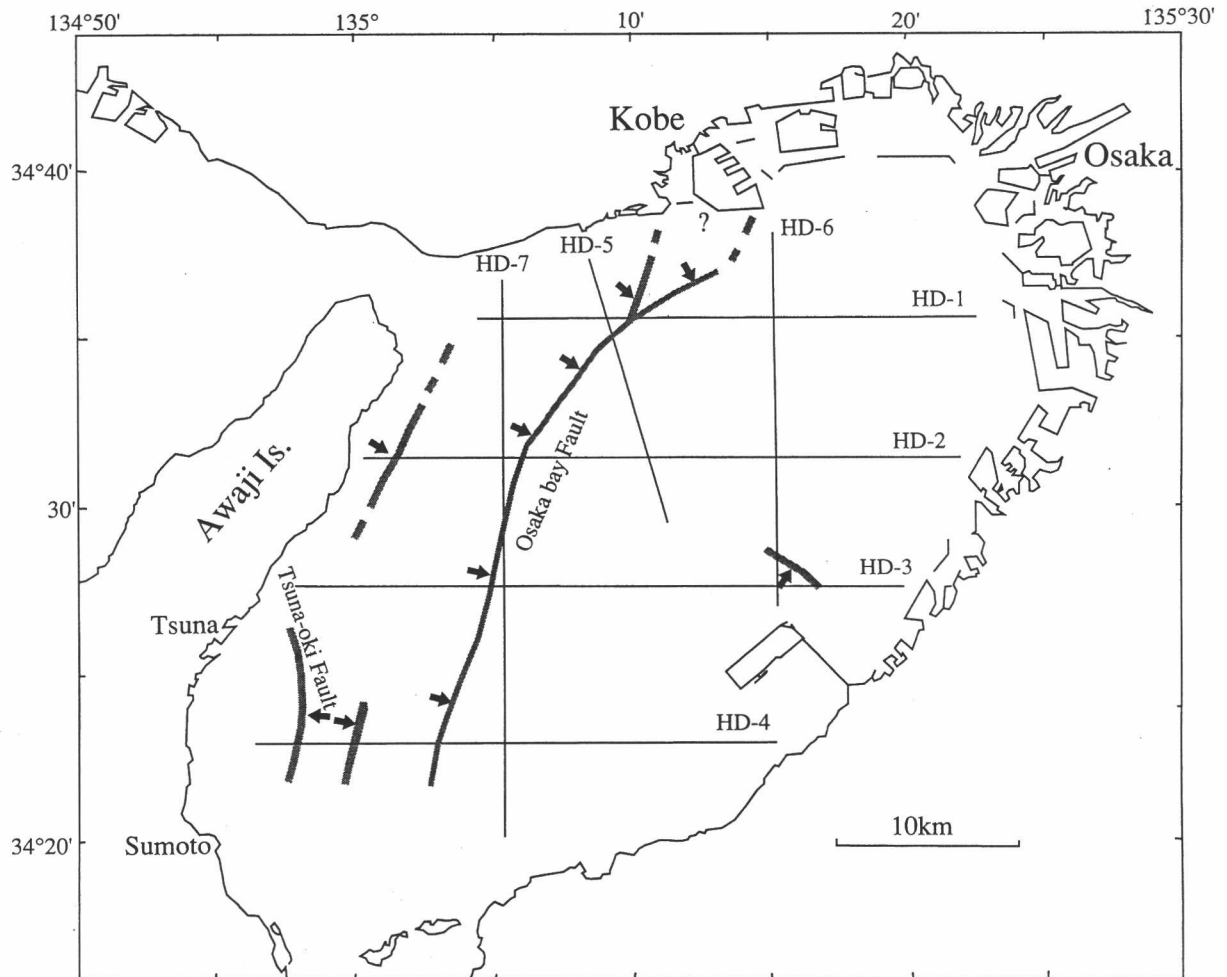 134°50' 135° 10' 20' 135°30'
Kobe
Osaka
34°40'
?
HD-5
HD-6
HD-7
HD-1
Osaka bay Fault
HD-2
Awaji Is.
30'
HD-3
Tsuna-oki Fault
Tsuna
HD-4
10km
34°20'
Sumoto